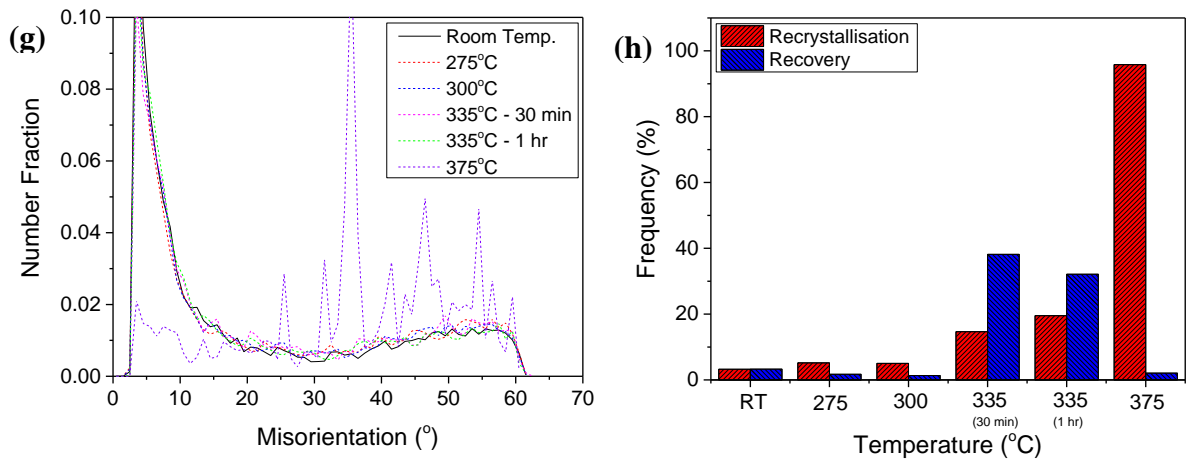 (g)
0.10
0.08
0.06
0.04
0.02
0.00
Number Fraction
Room Temp.
275°C
300°C
335°C - 30 min
335°C - 1 hr
375°C
0 10 20 30 40 50 60 70
Misorientation (°)
(h)
100
80
60
40
20
0
Frequency (%)
Recrystallisation
Recovery
RT 275 300 335 335 375
(30 min) (1 hr)
Temperature (°C)